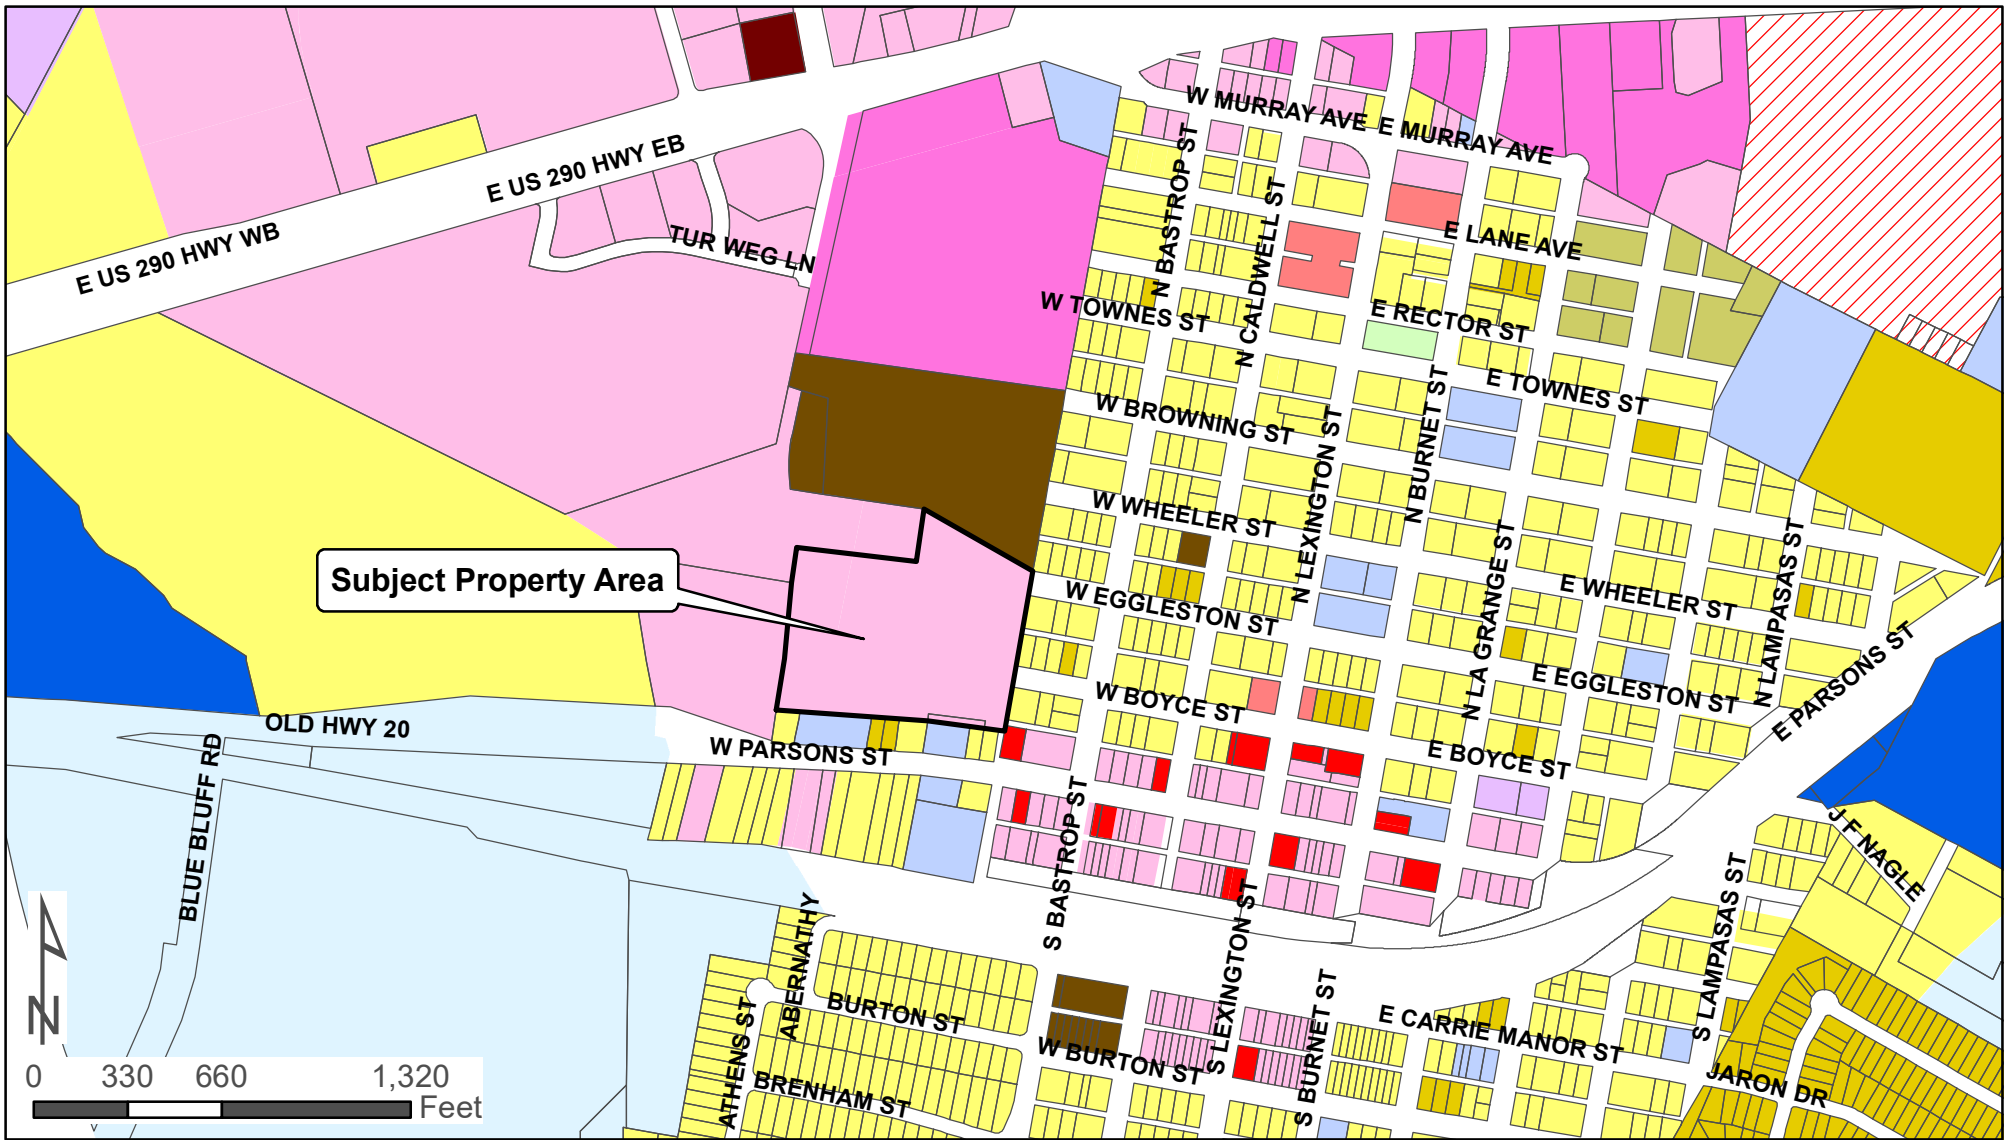 W MURRAY AVE
E MURRAY AVE
E US 290 HWY EB
N BASTROP ST
N CALDWELL ST
E LANE AVE
TUR WEG LN
E US 290 HWY WB
W TOWNES ST
E RECTOR ST
E TOWNES ST
N BURNET ST
W BROWNING ST
N LEXINGTON ST
W WHEELER ST
N LA GRANGE ST
N LAMPASAS ST
Subject Property Area
W EGGLESTON ST
E WHEELER ST
E PARSONS ST
E EGGLESTON ST
W BOYCE ST
OLD HWY 20
W PARSONS ST
E BOYCE ST
BLUE BLUFF RD
S BASTROP ST
J F NAGLE
S LAMPASAS ST
ABERNATHY
S LEXINGTON ST
S BURNET ST
ATHENS ST
BURTON ST
E CARRIE MANOR ST
W BURTON ST
BRENHAM ST
JARON DR
N
0 330 660 1,320
Feet